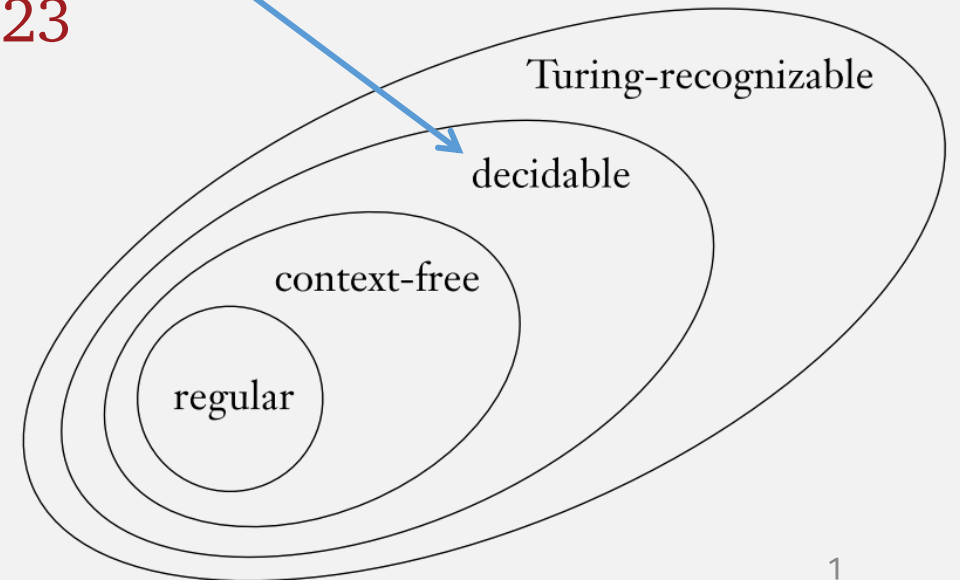 23
Turing-recognizable
decidable
context-free
regular
1